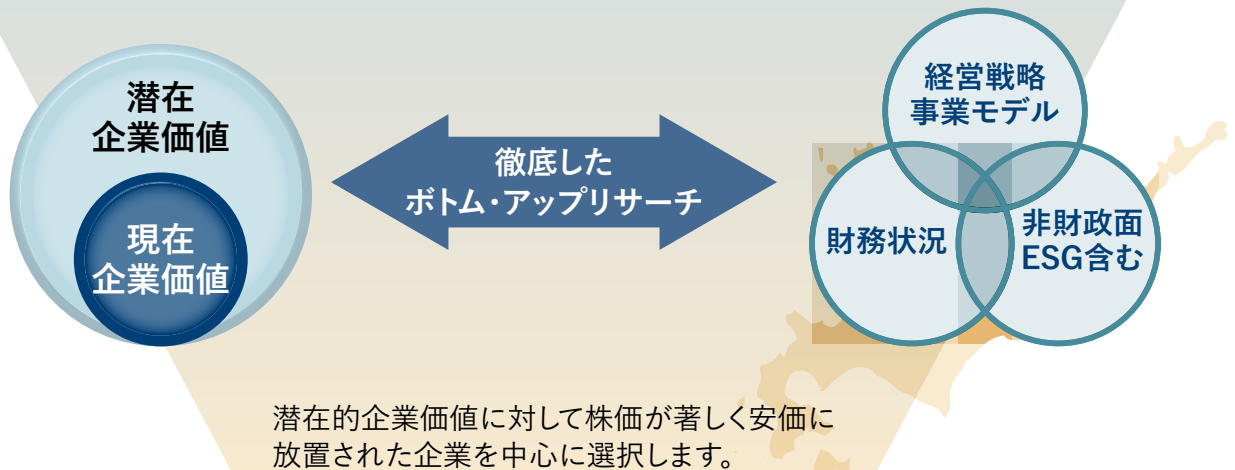 潜在
企業価値
現在
企業価値
徹底した
ボトム・アップリサーチ
経営戦略
事業モデル
財務状況
非財政面
ESG含む
潜在的企業価値に対して株価が著しく安価に
放置された企業を中心に選択します。